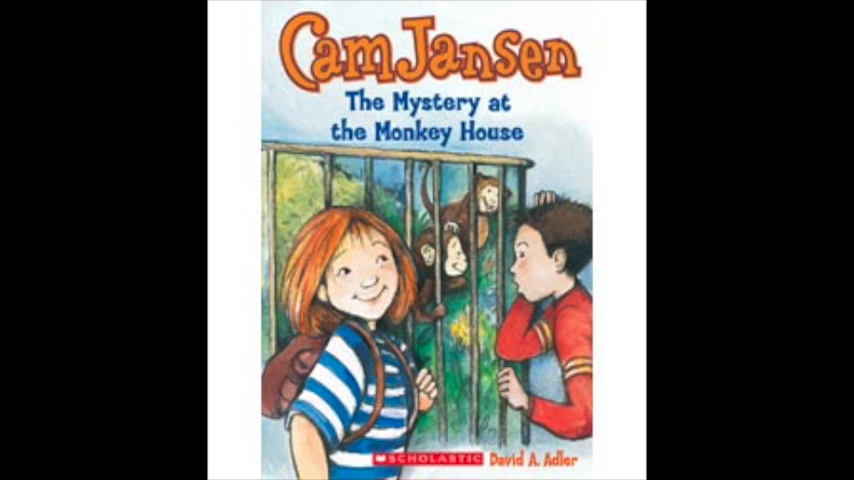 Cam Jansen
The Mystery at
the Monkey House
SCHOLASTIC David A. Adler